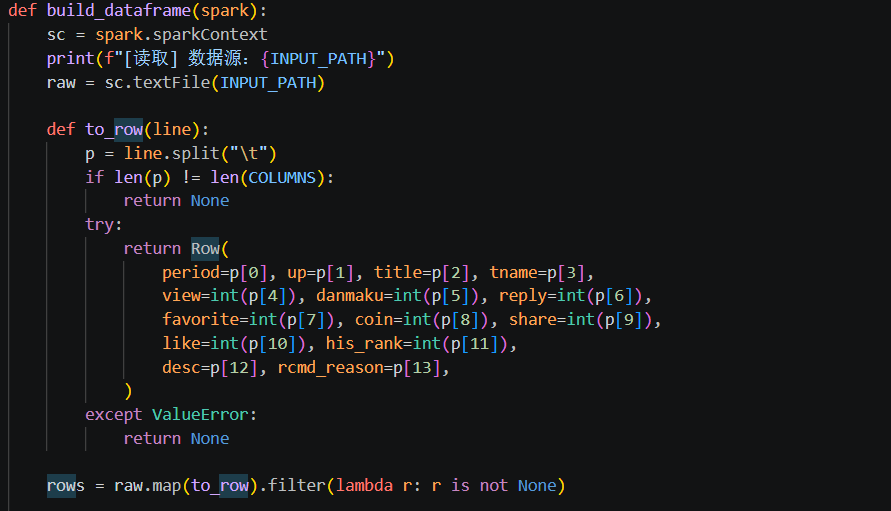 def build_dataframe(spark):
    sc = spark.sparkContext
    print(f"[读取] 数据源: {INPUT_PATH}")
    raw = sc.textFile(INPUT_PATH)

    def to_row(line):
        p = line.split("\t")
        if len(p) != len(COLUMNS):
            return None
        try:
            return Row(
                period=p[0], up=p[1], title=p[2], tname=p[3],
                view=int(p[4]), danmaku=int(p[5]), reply=int(p[6]),
                favorite=int(p[7]), coin=int(p[8]), share=int(p[9]),
                like=int(p[10]), his_rank=int(p[11]),
                desc=p[12], rcmd_reason=p[13],
            )
        except ValueError:
            return None

    rows = raw.map(to_row).filter(lambda r: r is not None)